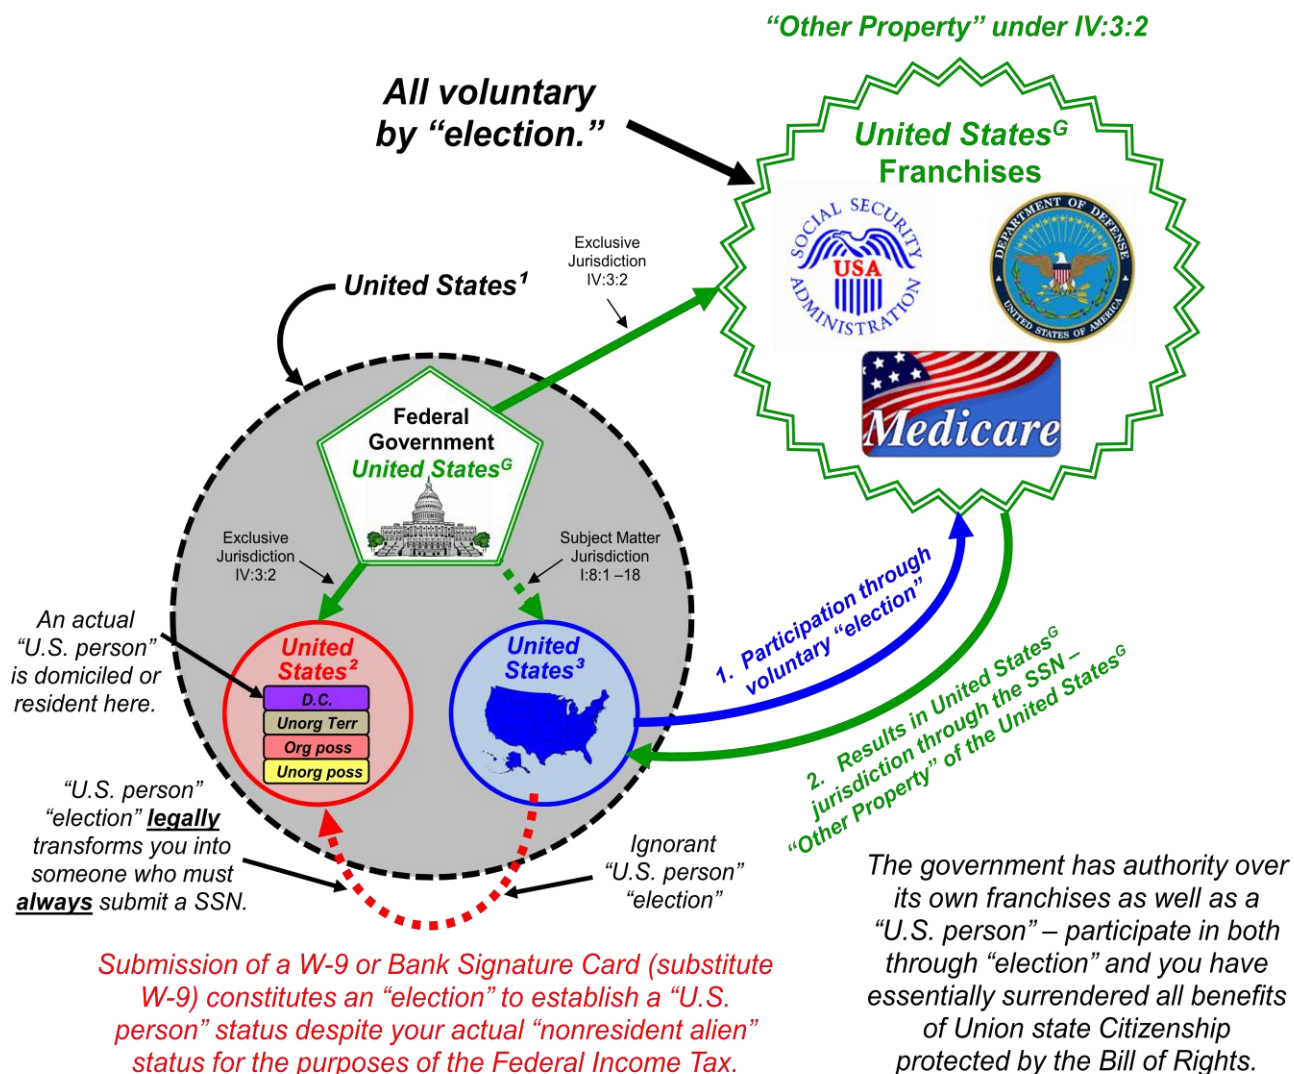 “Other Property” under IV:3:2
All voluntary
by “election.”
United Statesᴳ
Franchises
SOCIAL SECURITY
ADMINISTRATION
USA
DEPARTMENT OF DEFENSE
UNITED STATES OF AMERICA
Medicare
Exclusive
Jurisdiction
IV:3:2
United States¹
Federal
Government
United Statesᴳ
Exclusive
Jurisdiction
IV:3:2
Subject Matter
Jurisdiction
I:8:1 –18
An actual
“U.S. person”
is domiciled or
resident here.
United
States²
D.C.
Unorg Terr
Org poss
Unorg poss
United
States³
1. Participation through
voluntary “election”
2. Results in United Statesᴳ
jurisdiction through the SSN –
“Other Property” of the United Statesᴳ
“U.S. person”
“election” legally
transforms you into
someone who must
always submit a SSN.
Ignorant
“U.S. person”
“election”
Submission of a W-9 or Bank Signature Card (substitute
W-9) constitutes an “election” to establish a “U.S.
person” status despite your actual “nonresident alien”
status for the purposes of the Federal Income Tax.
The government has authority over
its own franchises as well as a
“U.S. person” – participate in both
through “election” and you have
essentially surrendered all benefits
of Union state Citizenship
protected by the Bill of Rights.